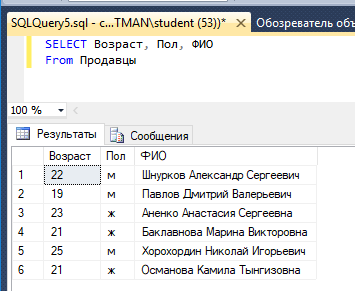 SQLQuery5.sql - c...TMAN\student (53))* Обозреватель объ
SELECT Возраст, Пол, ФИО
From Продавцы
100 %
Результаты Сообщения
Возраст Пол ФИО
1 22 м Шнурков Александр Сергеевич
2 19 м Павлов Дмитрий Валерьевич
3 23 ж Аненко Анастасия Сергеевна
4 21 ж Баклавнова Марина Викторовна
5 25 м Хорохордин Николай Игорьевич
6 21 ж Османова Камила Тынгизовна